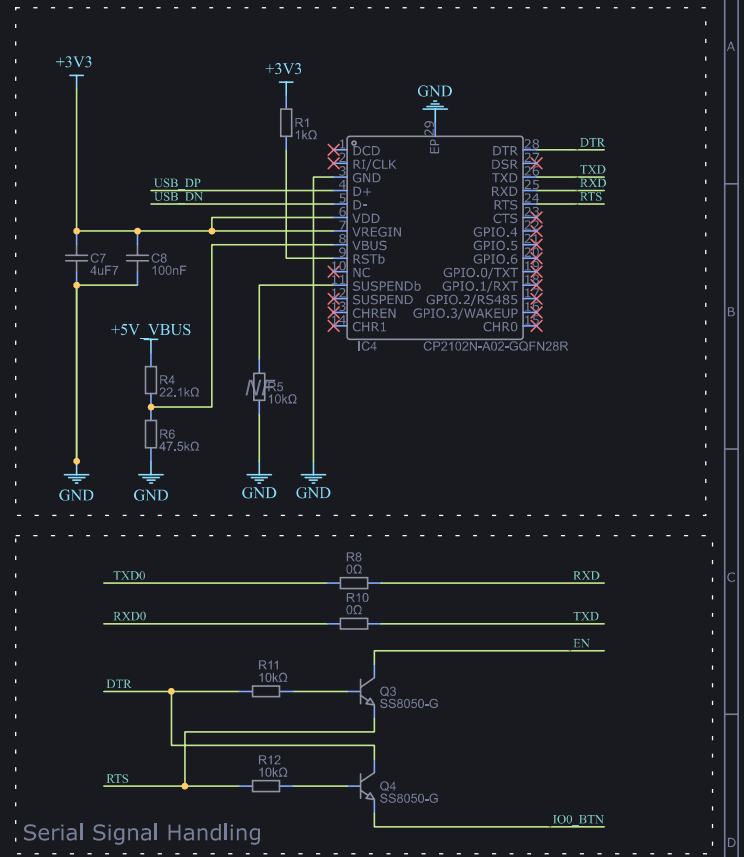 A
+3V3
+3V3
GND
R1
1kΩ
EP 29
1 DCD DTR 28 DTR
2 RI/CLK DSR 27
3 GND TXD 26 TXD
USB_DP 4 D+ RXD 25 RXD
USB_DN 5 D- RTS 24 RTS
6 VDD CTS 23
7 VREGIN GPIO.4 22
8 VBUS GPIO.5 21
9 RSTb GPIO.6 20
10 NC GPIO.0/TXT 19
11 SUSPENDb GPIO.1/RXT 18
12 SUSPEND GPIO.2/RS485 17
13 CHREN GPIO.3/WAKEUP 16
14 CHR1 CHR0 15
IC4 CP2102N-A02-GQFN28R
C7
4uF7
C8
100nF
B
+5V_VBUS
R4
22.1kΩ
NF
R5
10kΩ
R6
47.5kΩ
GND GND GND GND
C
TXD0 R8 RXD
0Ω
RXD0 R10 TXD
0Ω
EN
R11
10kΩ
DTR
Q3
SS8050-G
R12
10kΩ
RTS
Q4
SS8050-G
IO0_BTN
Serial Signal Handling
D